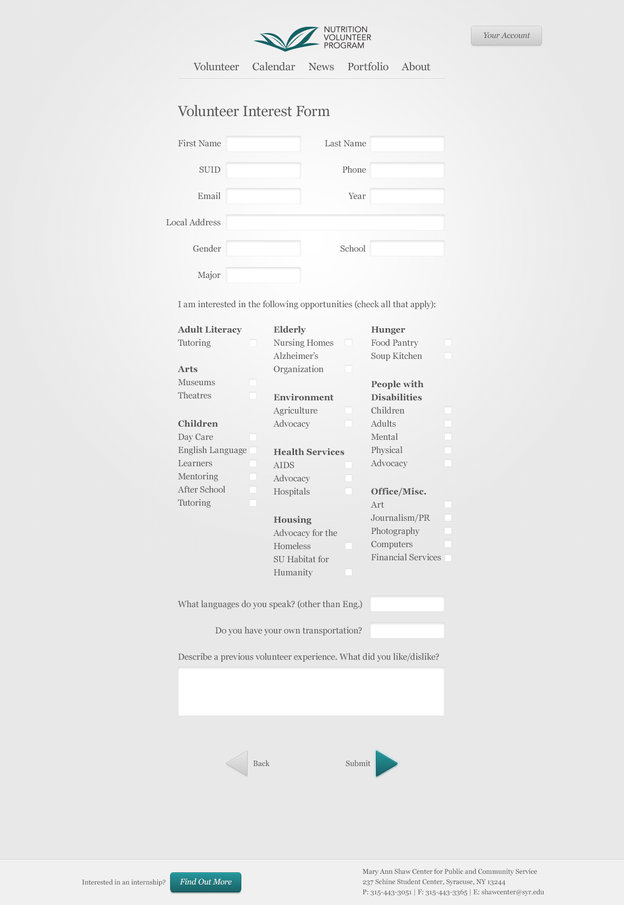 NUTRITION
VOLUNTEER
PROGRAM
Your Account
Volunteer Calendar News Portfolio About
Volunteer Interest Form
First Name Last Name
SUID Phone
Email Year
Local Address
Gender School
Major
I am interested in the following opportunities (check all that apply):
Adult Literacy
Tutoring
Arts
Museums
Theatres
Children
Day Care
English Language
Learners
Mentoring
After School
Tutoring
Elderly
Nursing Homes
Alzheimer's
Organization
Environment
Agriculture
Advocacy
Health Services
AIDS
Advocacy
Hospitals
Housing
Advocacy for the
Homeless
SU Habitat for
Humanity
Hunger
Food Pantry
Soup Kitchen
People with
Disabilities
Children
Adults
Mental
Physical
Advocacy
Office/Misc.
Art
Journalism/PR
Photography
Computers
Financial Services
What languages do you speak? (other than Eng.)
Do you have your own transportation?
Describe a previous volunteer experience. What did you like/dislike?
Back Submit
Interested in an internship? Find Out More
Mary Ann Shaw Center for Public and Community Service
237 Schine Student Center, Syracuse, NY 13244
P: 315-443-3051 | F: 315-443-3365 | E: shawcenter@syr.edu